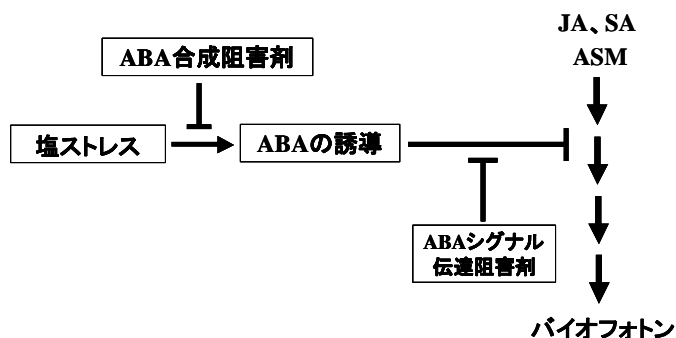 JA、SA
ASM
ABA合成阻害剤
塩ストレス
ABAの誘導
ABAシグナル
伝達阻害剤
バイオフォトン